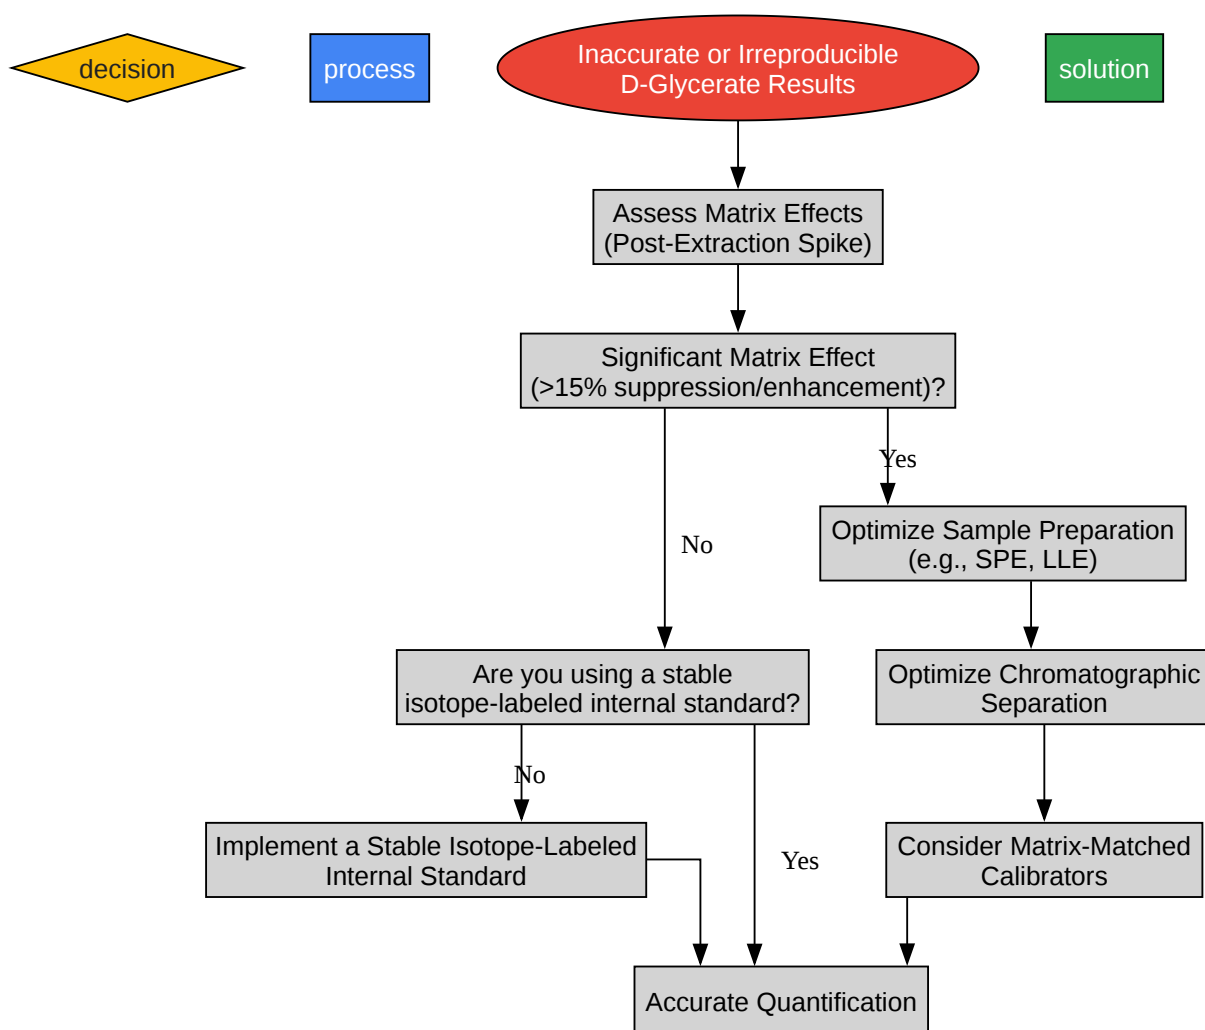 decision
process
Inaccurate or Irreproducible
D-Glycerate Results
solution
Assess Matrix Effects
(Post-Extraction Spike)
Significant Matrix Effect
(>15% suppression/enhancement)?
Yes
No
Optimize Sample Preparation
(e.g., SPE, LLE)
Are you using a stable
isotope-labeled internal standard?
Optimize Chromatographic
Separation
No
Implement a Stable Isotope-Labeled
Internal Standard
Yes
Consider Matrix-Matched
Calibrators
Accurate Quantification